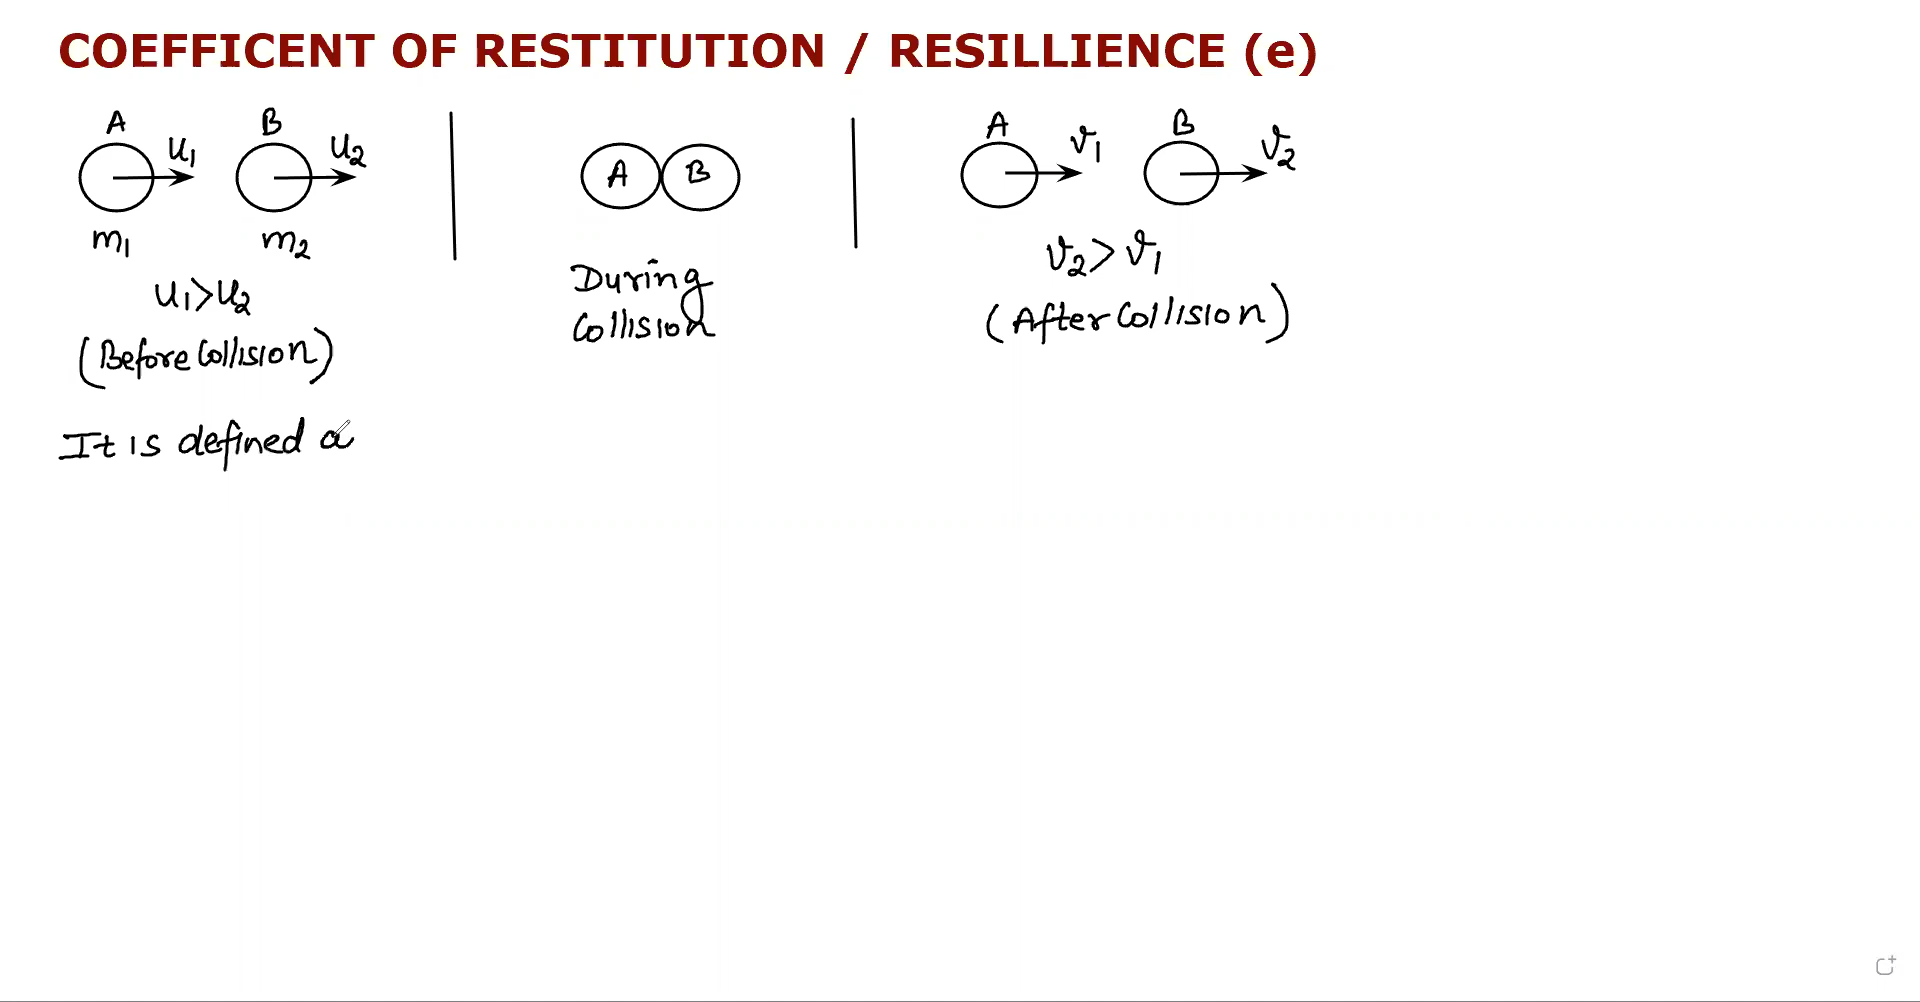 COEFFICENT OF RESTITUTION / RESILLIENCE (e)
A B
u₁ u₂
m₁ m₂
u₁>u₂
(Before Collision)
A B
During
Collision
A B
v₁ v₂
v₂>v₁
(After Collision)
It is defined a